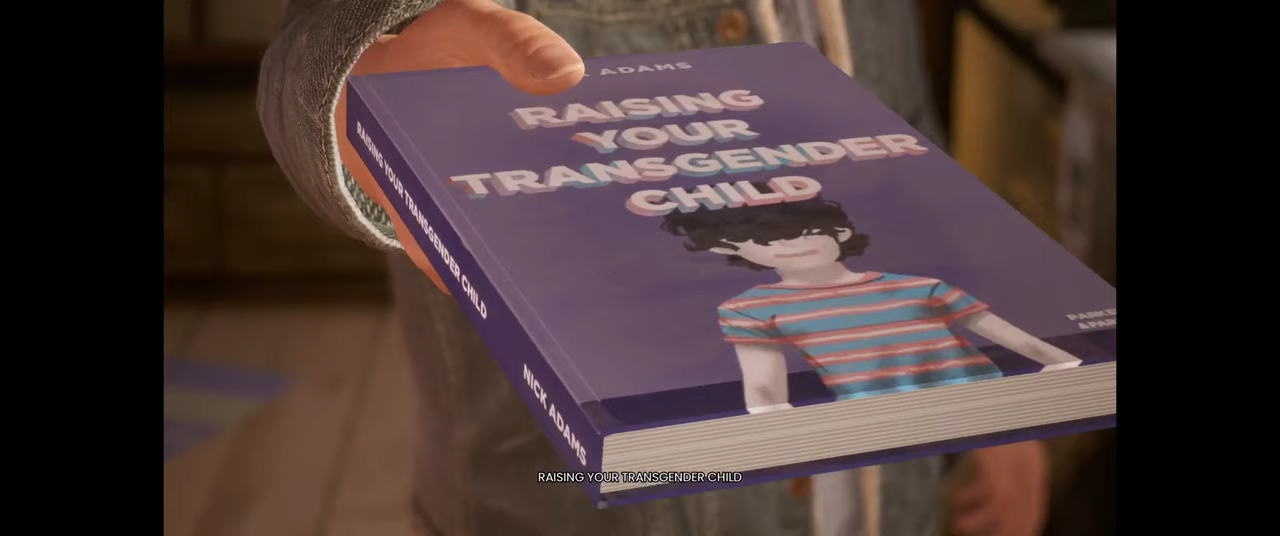 ADAMS
RAISING
YOUR
TRANSGENDER
CHILD
RAISING YOUR TRANSGENDER CHILD
NICK ADAMS
RAISING YOUR TRANSGENDER CHILD